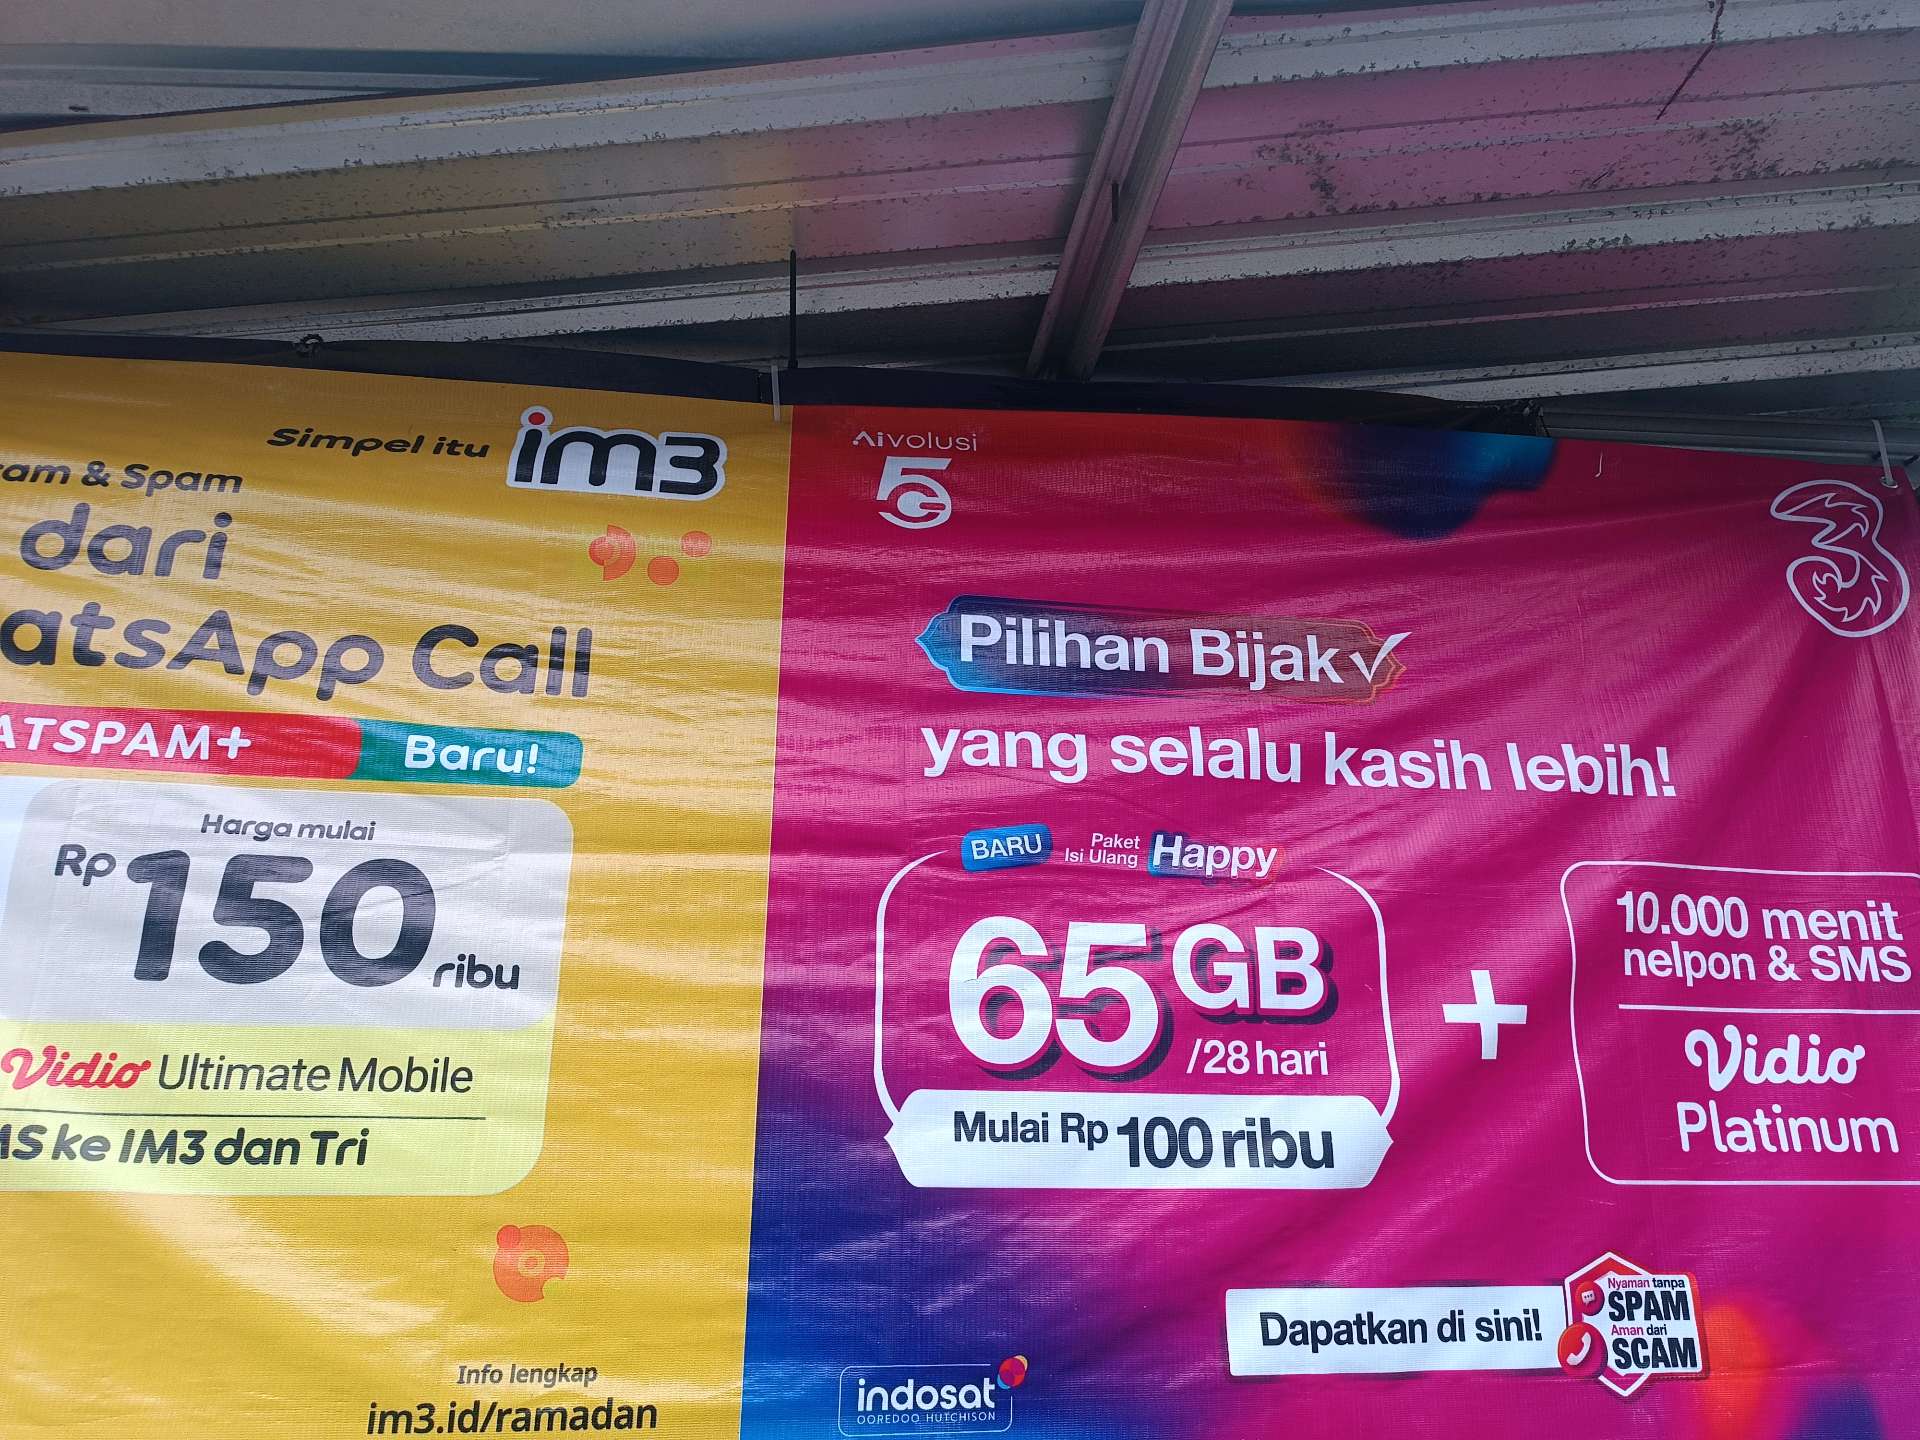 Simpel itu im3
am & Spam
dari
atsApp Call
ATSPAM+ Baru!
Harga mulai
Rp 150 ribu
Vidio Ultimate Mobile
MS ke IM3 dan Tri
Info lengkap
im3.id/ramadan
Aivolusi
5G
3
Pilihan Bijak
yang selalu kasih lebih!
BARU Paket Isi Ulang Happy
65 GB
/28 hari
Mulai Rp 100 ribu
+
10.000 menit
nelpon & SMS
Vidio
Platinum
Dapatkan di sini!
Nyaman tanpa
SPAM
Aman dari
SCAM
indosat
OOREDOO HUTCHISON